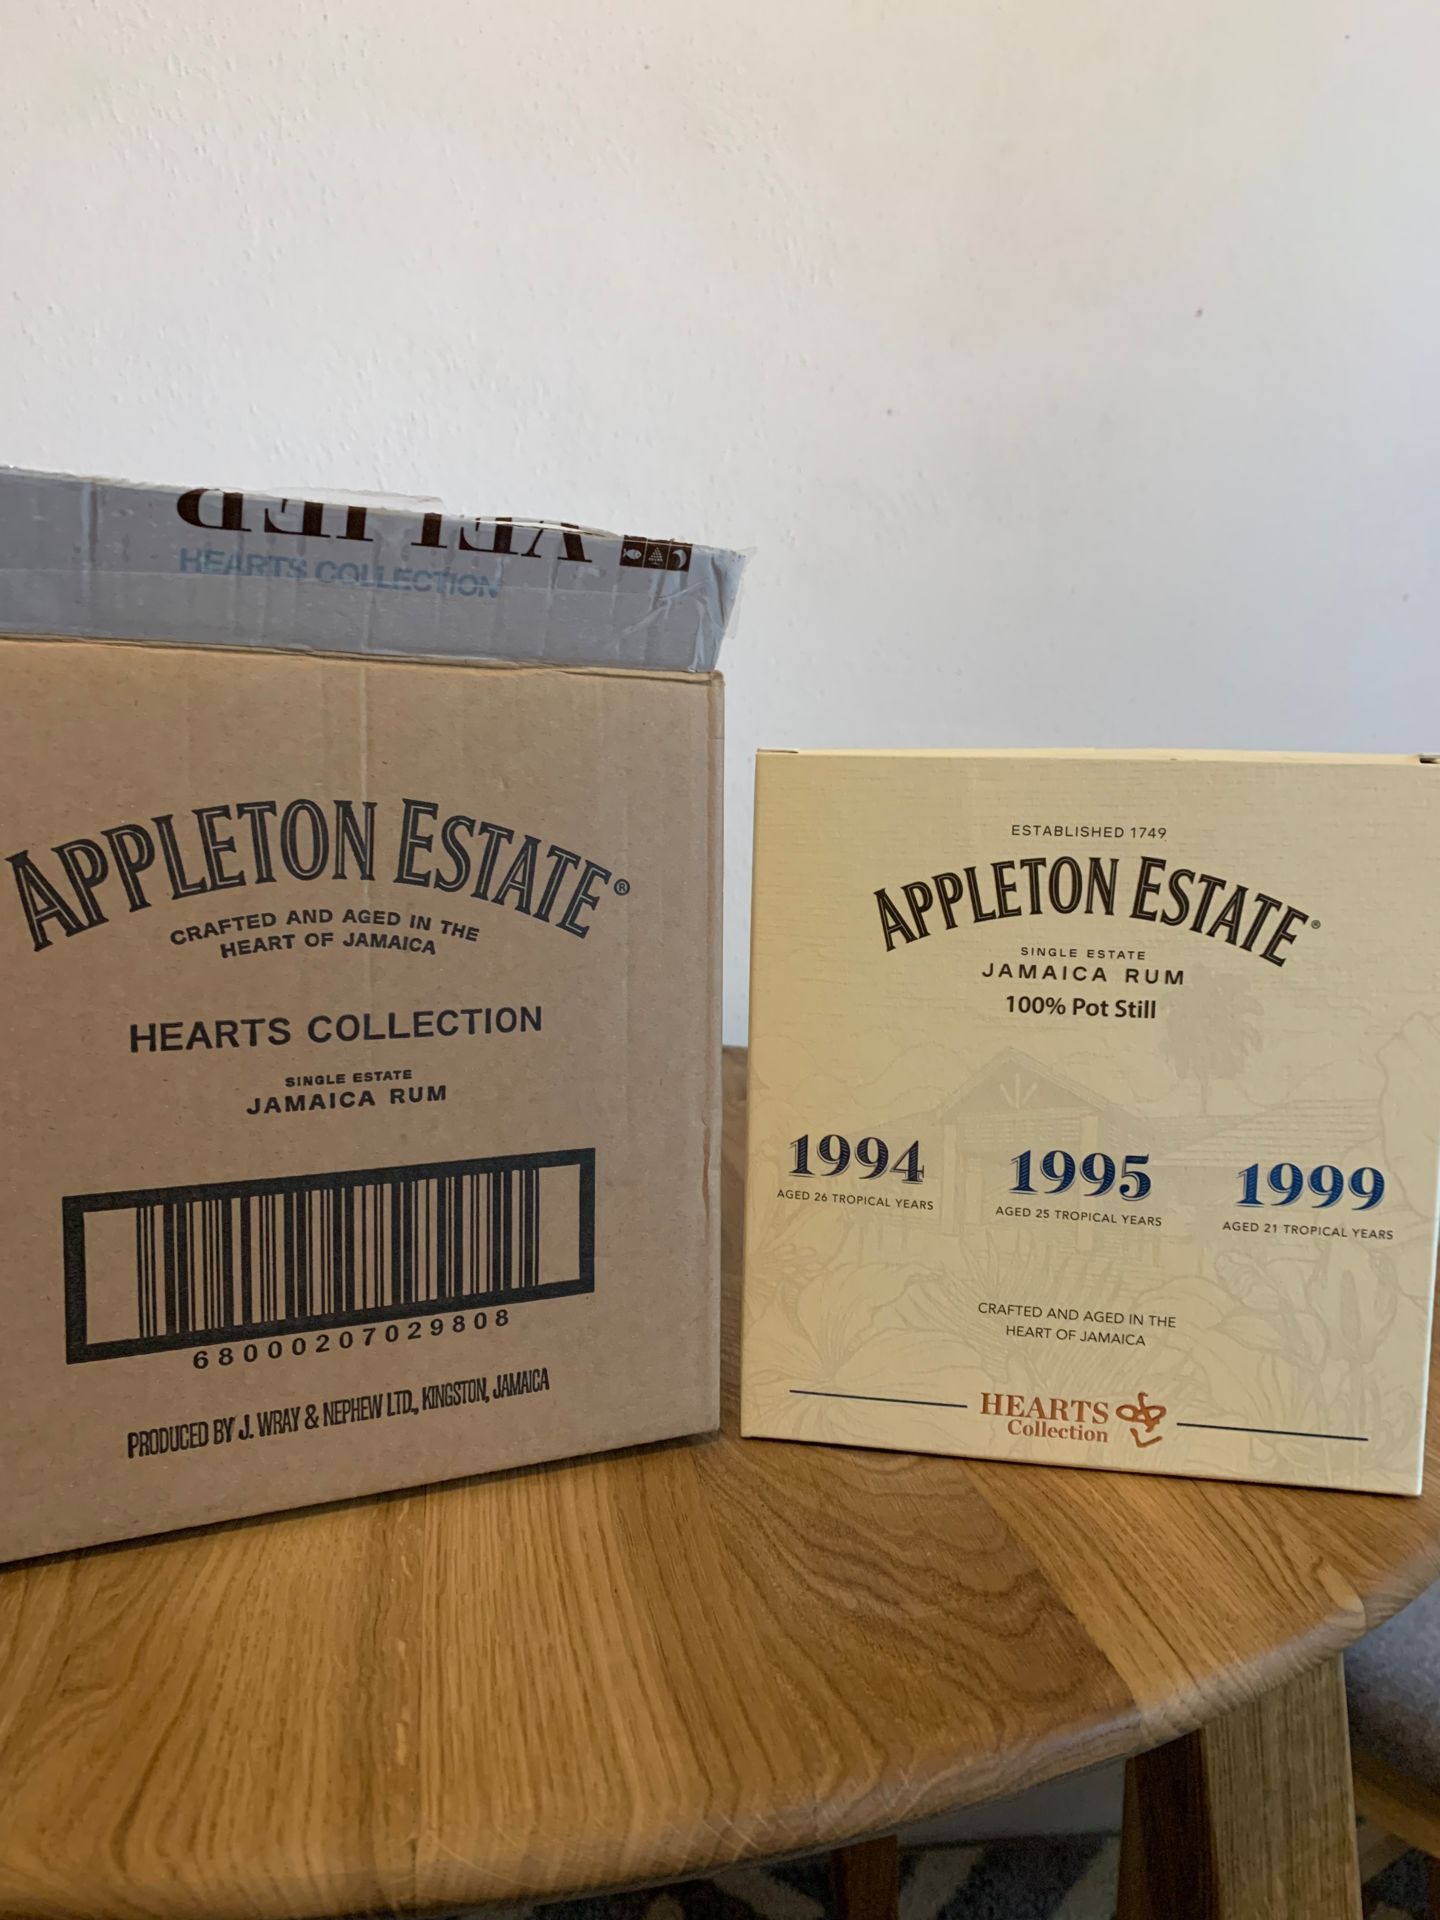 VELIER
HEARTS COLLECTION
APPLETON ESTATE®
CRAFTED AND AGED IN THE
HEART OF JAMAICA
HEARTS COLLECTION
SINGLE ESTATE
JAMAICA RUM
68000207029808
PRODUCED BY J. WRAY & NEPHEW LTD., KINGSTON, JAMAICA
ESTABLISHED 1749
APPLETON ESTATE®
SINGLE ESTATE
JAMAICA RUM
100% Pot Still
1994 1995 1999
AGED 26 TROPICAL YEARS AGED 25 TROPICAL YEARS AGED 21 TROPICAL YEARS
CRAFTED AND AGED IN THE
HEART OF JAMAICA
HEARTS
Collection